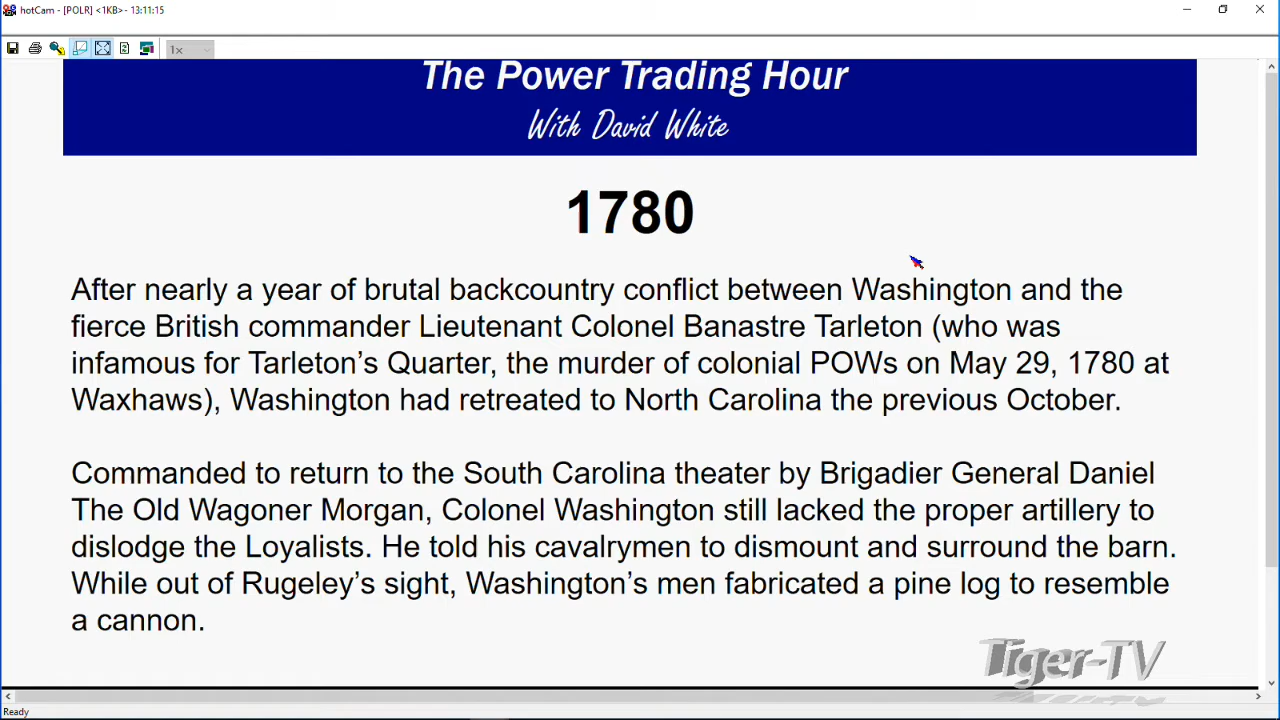 hotCam - [POLR] <1KB> - 13:11:15
1x
The Power Trading Hour
With David White
1780
After nearly a year of brutal backcountry conflict between Washington and the
fierce British commander Lieutenant Colonel Banastre Tarleton (who was
infamous for Tarleton’s Quarter, the murder of colonial POWs on May 29, 1780 at
Waxhaws), Washington had retreated to North Carolina the previous October.
Commanded to return to the South Carolina theater by Brigadier General Daniel
The Old Wagoner Morgan, Colonel Washington still lacked the proper artillery to
dislodge the Loyalists. He told his cavalrymen to dismount and surround the barn.
While out of Rugeley’s sight, Washington’s men fabricated a pine log to resemble
a cannon.
Tiger-TV
Ready